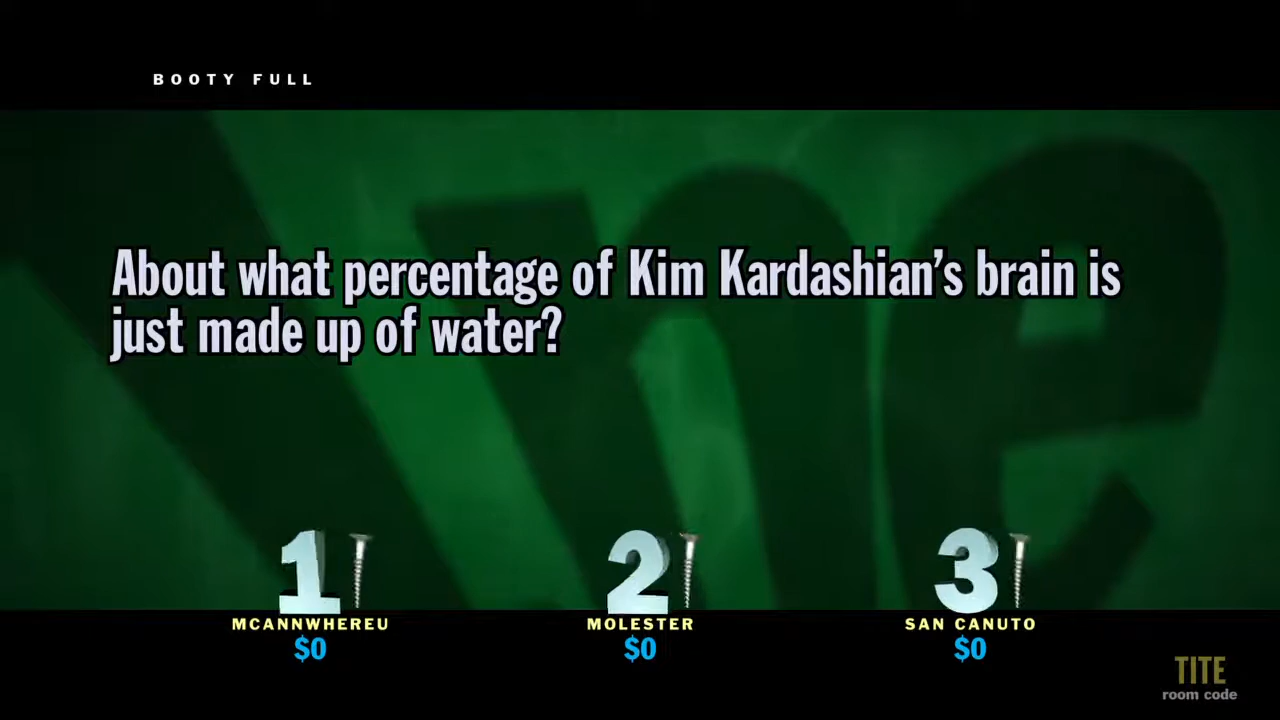 BOOTY FULL
About what percentage of Kim Kardashian's brain is
just made up of water?
1 2 3
MCANNWHEREU MOLESTER SAN CANUTO
$0 $0 $0
TITE
room code